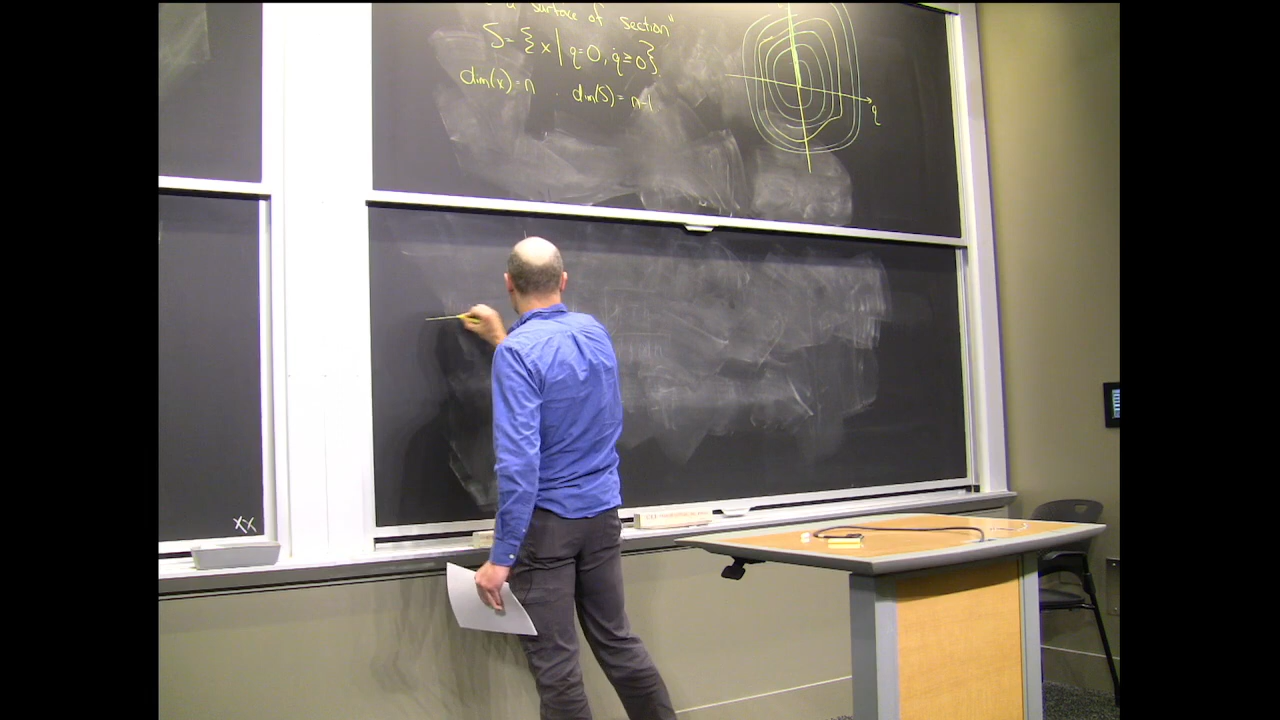 a surface of section"
S = { x | q=0, q̇ ≥ 0 }
dim(x) = n . dim(S) = n-1
q
xx